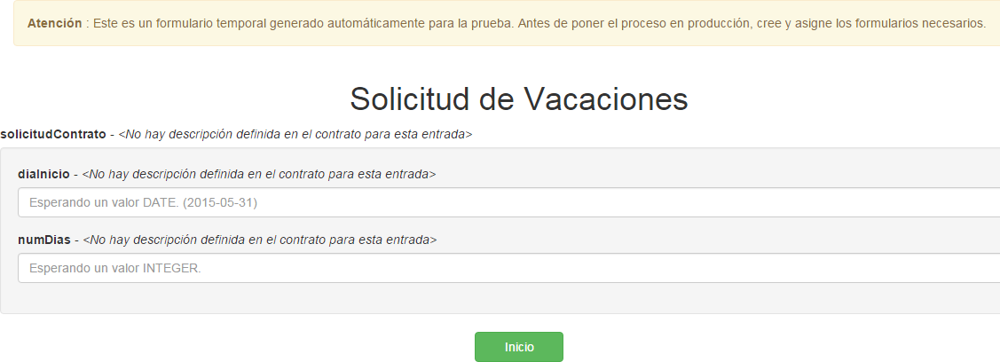 Atención : Este es un formulario temporal generado automáticamente para la prueba. Antes de poner el proceso en producción, cree y asigne los formularios necesarios.
Solicitud de Vacaciones
solicitudContrato - <No hay descripción definida en el contrato para esta entrada>
diaInicio - <No hay descripción definida en el contrato para esta entrada>
Esperando un valor DATE. (2015-05-31)
numDias - <No hay descripción definida en el contrato para esta entrada>
Esperando un valor INTEGER.
Inicio